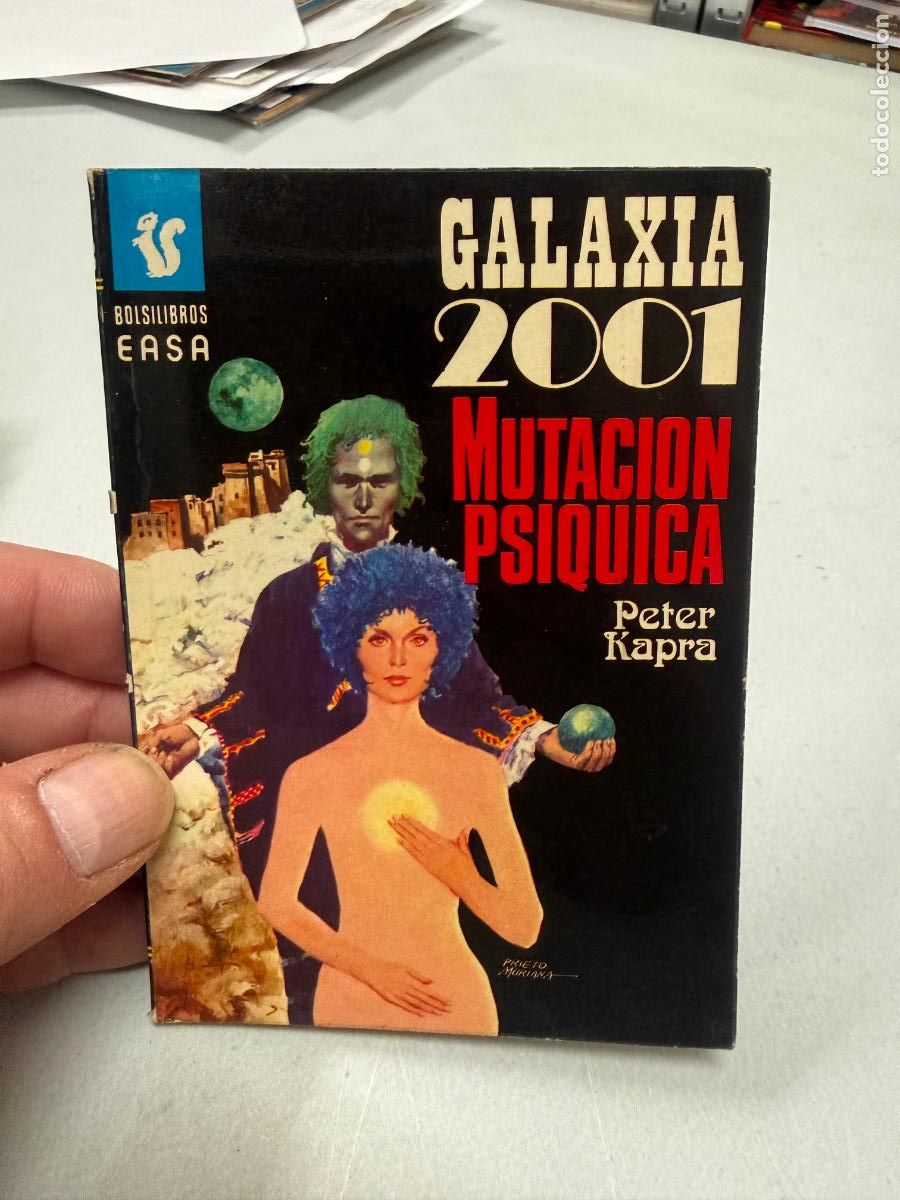 BOLSILIBROS
EASA
GALAXIA
2001
MUTACION
PSIQUICA
Peter
Kapra
PRIETO
MURIANA
todocoleccion